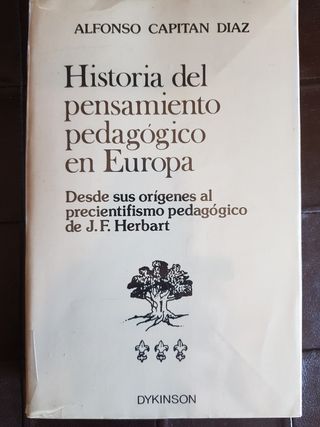 ALFONSO CAPITAN DIAZ
Historia del
pensamiento
pedagógico
en Europa
Desde sus orígenes al
precientifismo pedagógico
de J. F. Herbart
DYKINSON